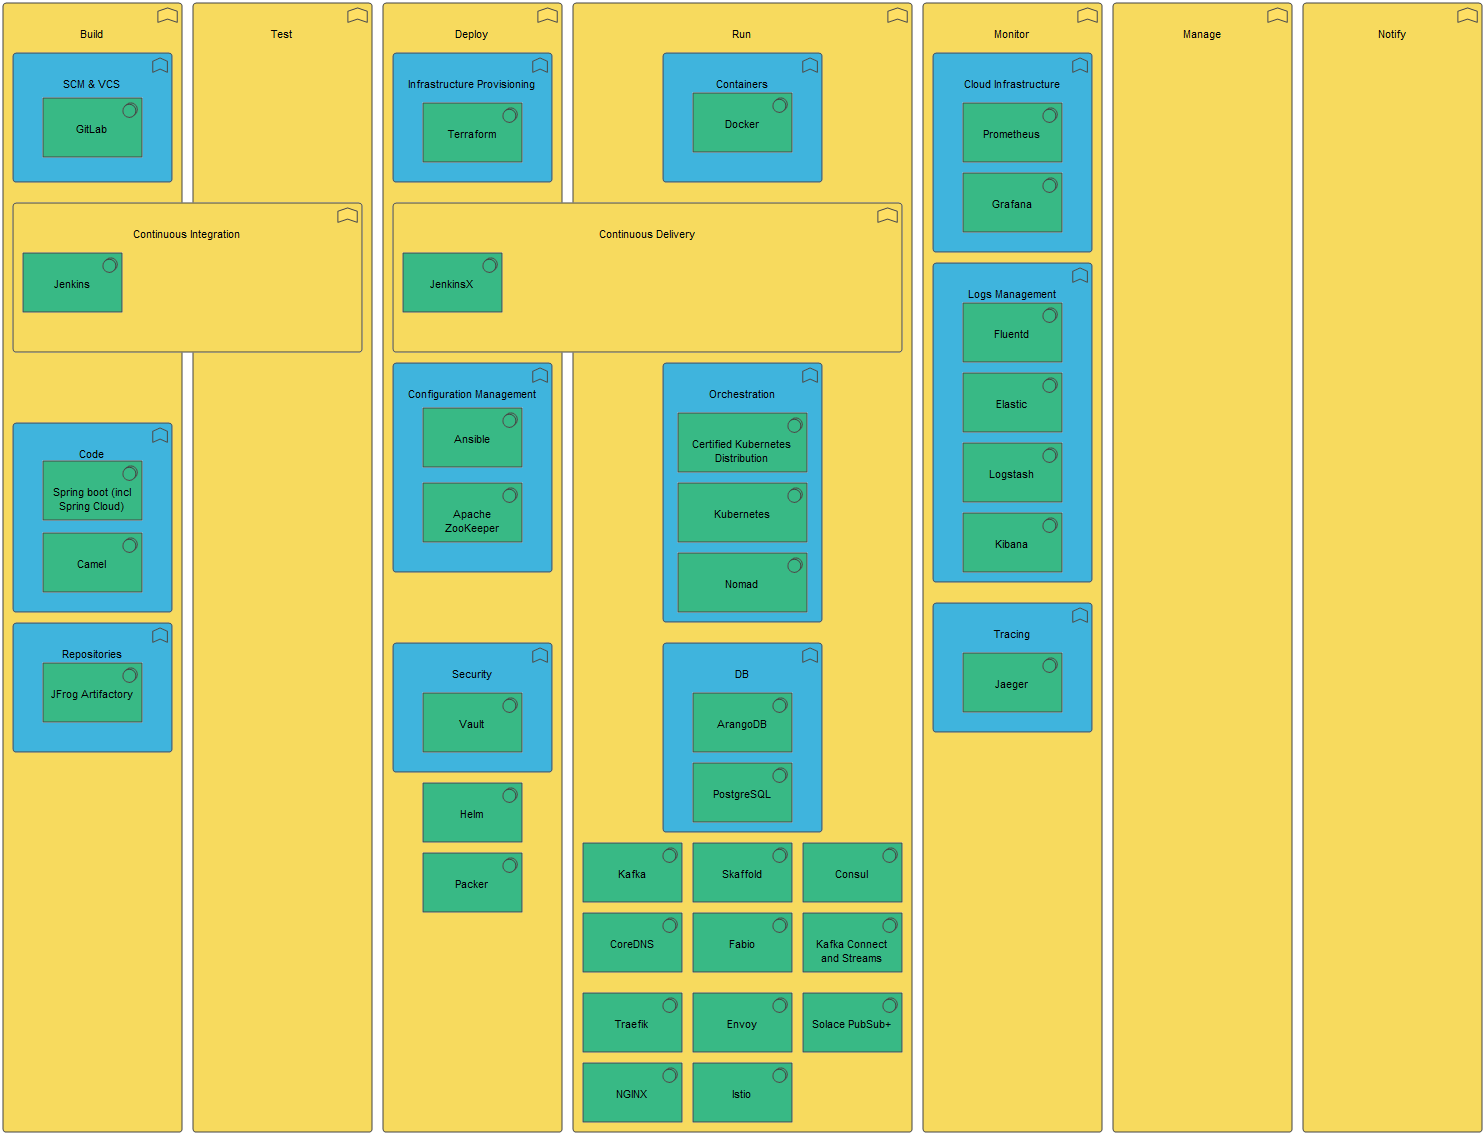 Build
SCM & VCS
GitLab
Continuous Integration
Jenkins
Code
Spring boot (incl
Spring Cloud)
Camel
Repositories
JFrog Artifactory
Test
Deploy
Infrastructure Provisioning
Terraform
Continuous Delivery
JenkinsX
Configuration Management
Ansible
Apache
ZooKeeper
Security
Vault
Helm
Packer
Run
Containers
Docker
Orchestration
Certified Kubernetes
Distribution
Kubernetes
Nomad
DB
ArangoDB
PostgreSQL
Kafka
Skaffold
Consul
CoreDNS
Fabio
Kafka Connect
and Streams
Traefik
Envoy
Solace PubSub+
NGINX
Istio
Monitor
Cloud Infrastructure
Prometheus
Grafana
Logs Management
Fluentd
Elastic
Logstash
Kibana
Tracing
Jaeger
Manage
Notify